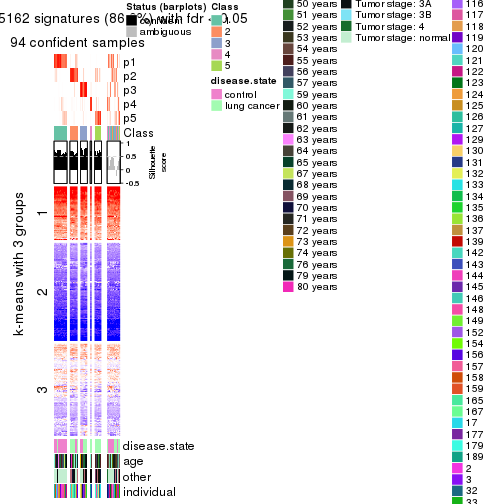 5162 signatures (86.  %) with fdr < 0.05
94 confident samples
p1
p2
p3
p4
p5
Class
1
0.5
0
-0.5
Silhouette
score
k-means with 3 groups
1
2
3
disease.state
age
other
individual
Status (barplots)
confident
ambiguous
Class
1
2
3
4
5
disease.state
control
lung cancer
50 years
51 years
52 years
53 years
54 years
55 years
56 years
57 years
59 years
60 years
61 years
62 years
63 years
64 years
65 years
67 years
68 years
69 years
70 years
71 years
72 years
73 years
74 years
76 years
79 years
80 years
Tumor stage: 3A
Tumor stage: 3B
Tumor stage: 4
Tumor stage: normal
116
117
118
119
120
121
122
123
124
125
126
127
129
130
131
132
133
134
135
136
137
139
142
143
144
145
146
148
149
152
154
156
157
158
159
165
167
17
177
179
189
2
3
32
33